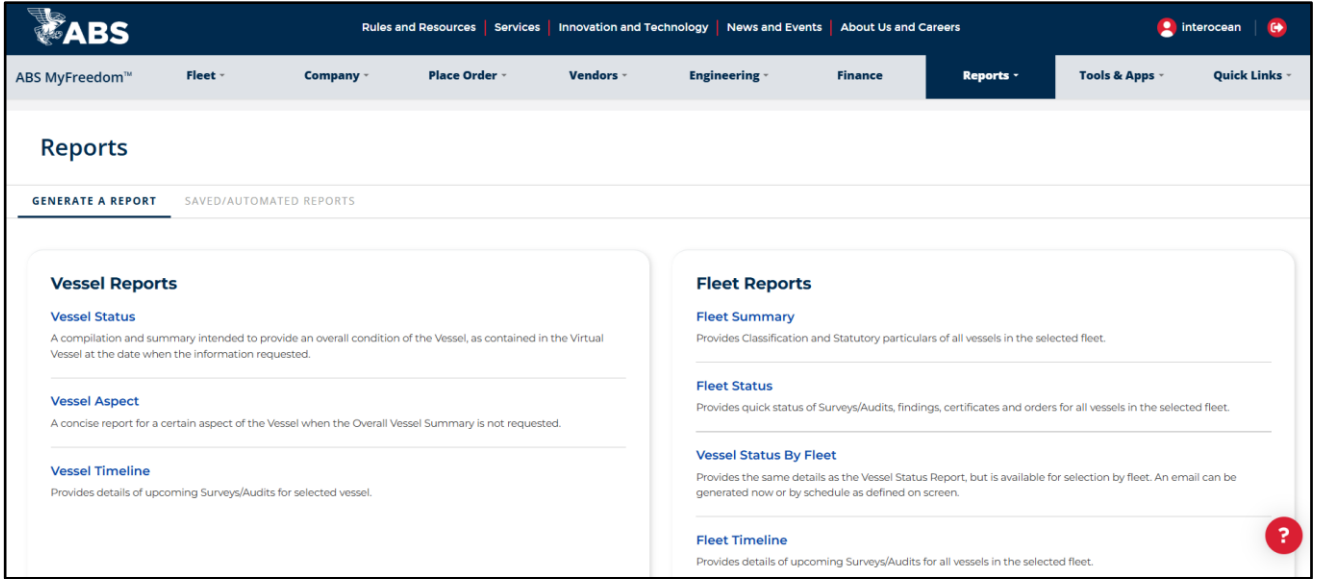 ABS
Rules and Resources
Services
Innovation and Technology
News and Events
About Us and Careers
interocean
ABS MyFreedom™
Fleet
Company
Place Order
Vendors
Engineering
Finance
Reports
Tools & Apps
Quick Links
Reports
GENERATE A REPORT
SAVED/AUTOMATED REPORTS
Vessel Reports
Vessel Status
A compilation and summary intended to provide an overall condition of the Vessel, as contained in the Virtual
Vessel at the date when the information requested.
Vessel Aspect
A concise report for a certain aspect of the Vessel when the Overall Vessel Summary is not requested.
Vessel Timeline
Provides details of upcoming Surveys/Audits for selected vessel.
Fleet Reports
Fleet Summary
Provides Classification and Statutory particulars of all vessels in the selected fleet.
Fleet Status
Provides quick status of Surveys/Audits, findings, certificates and orders for all vessels in the selected fleet.
Vessel Status By Fleet
Provides the same details as the Vessel Status Report, but is available for selection by fleet. An email can be
generated now or by schedule as defined on screen.
Fleet Timeline
Provides details of upcoming Surveys/Audits for all vessels in the selected fleet.
?